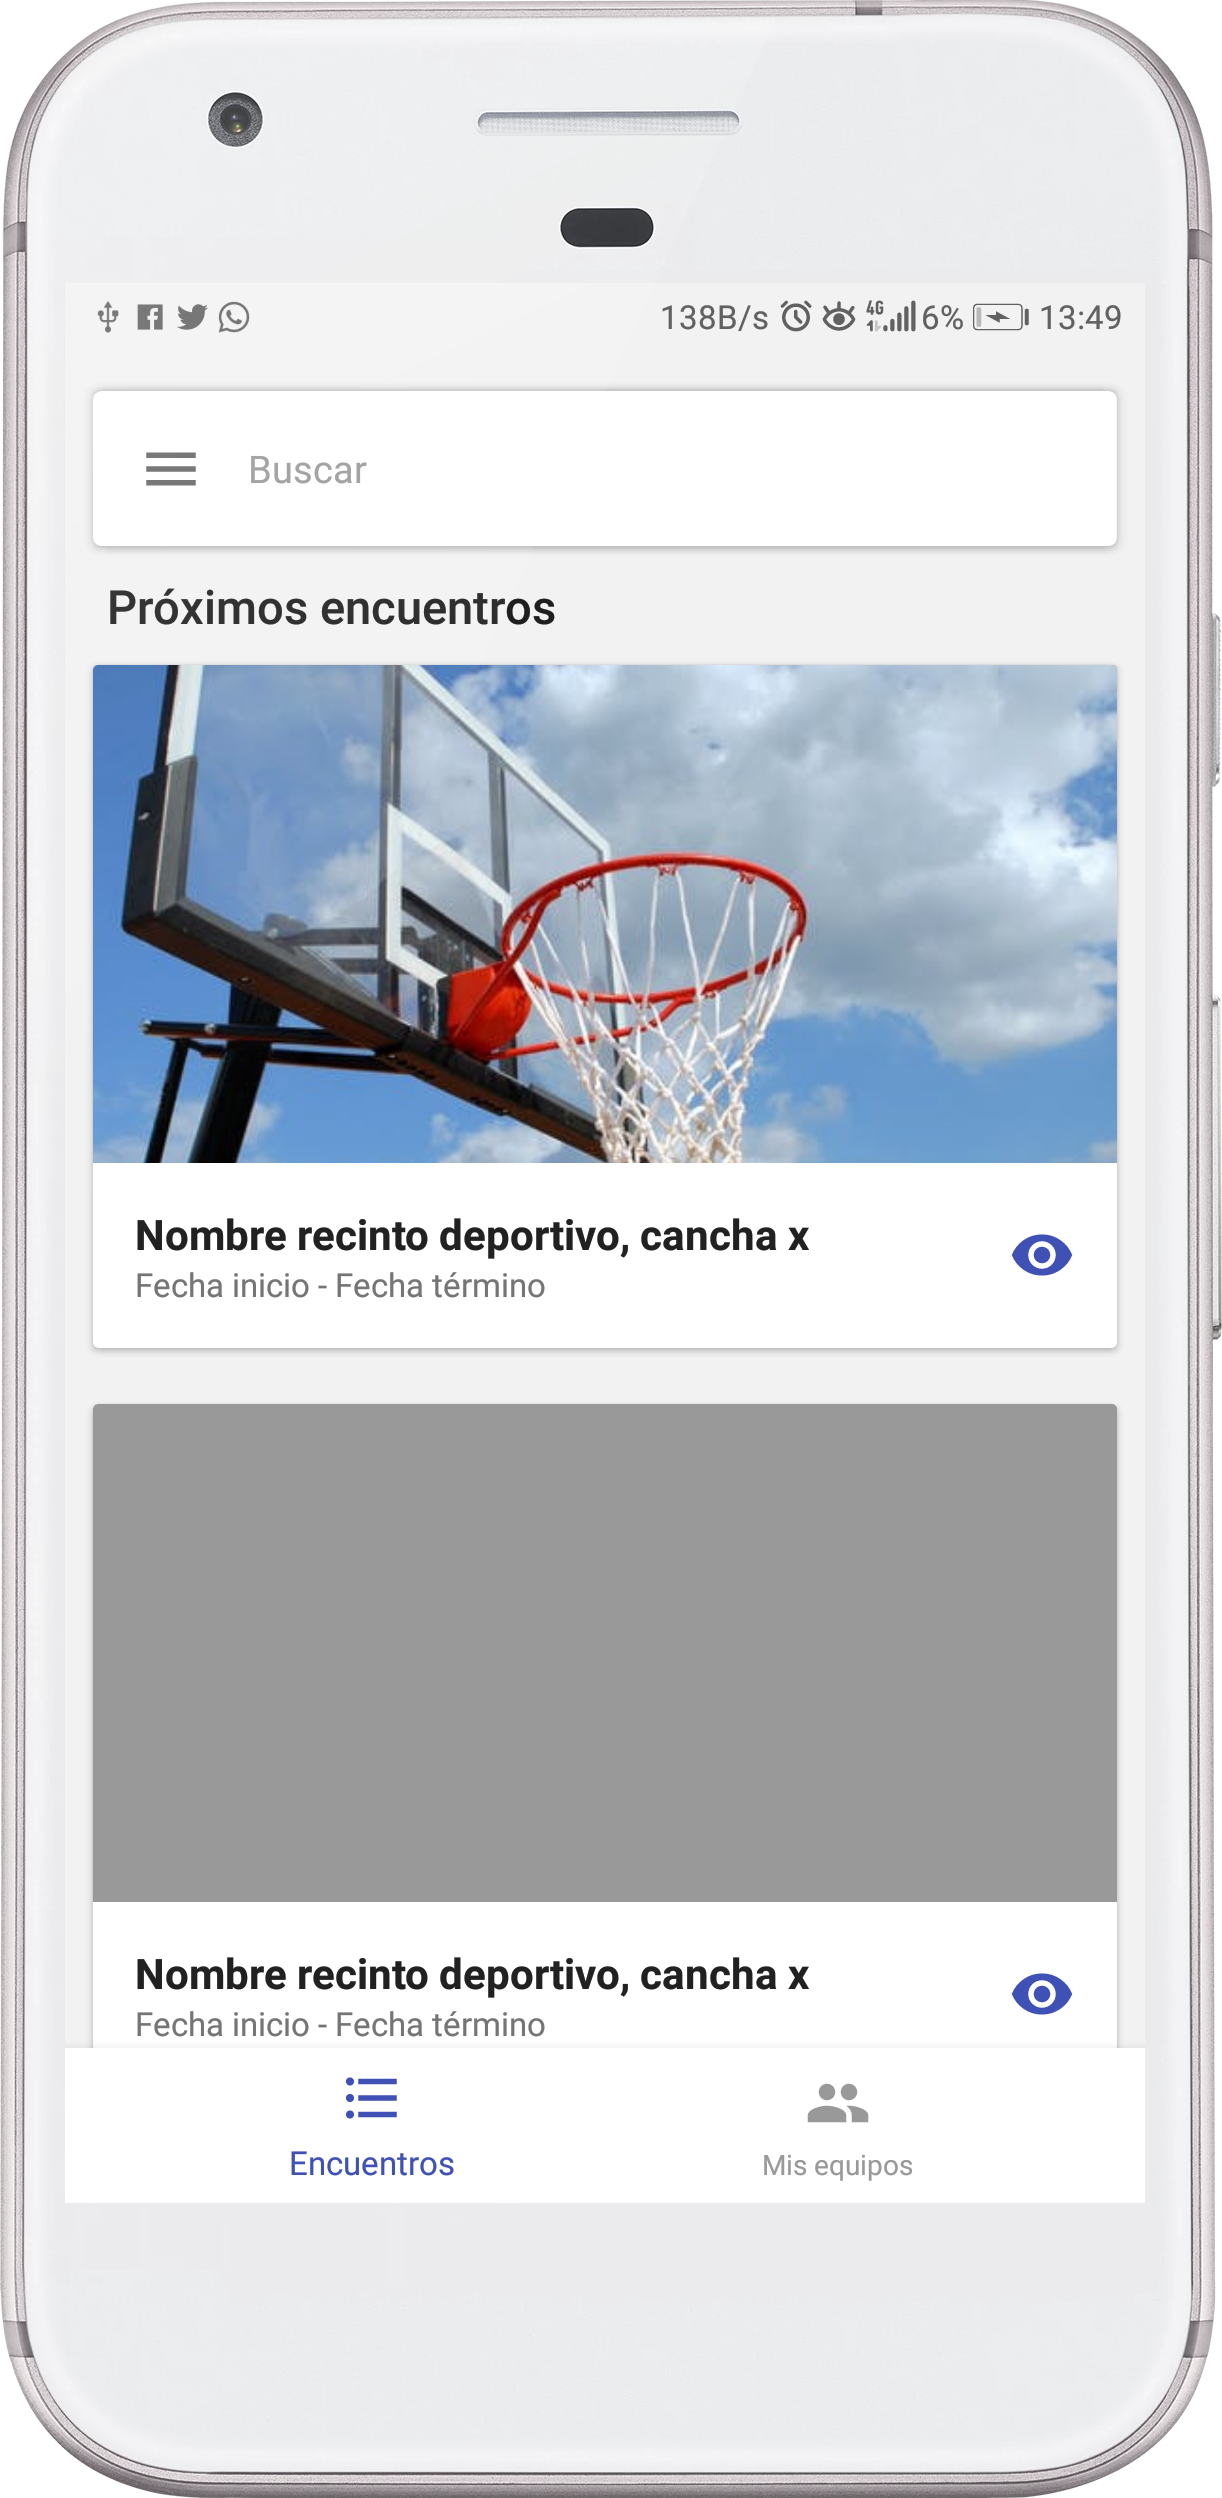 138B/s 4G 6% 13:49
Buscar
Próximos encuentros
Nombre recinto deportivo, cancha x
Fecha inicio - Fecha término
Nombre recinto deportivo, cancha x
Fecha inicio - Fecha término
Encuentros
Mis equipos